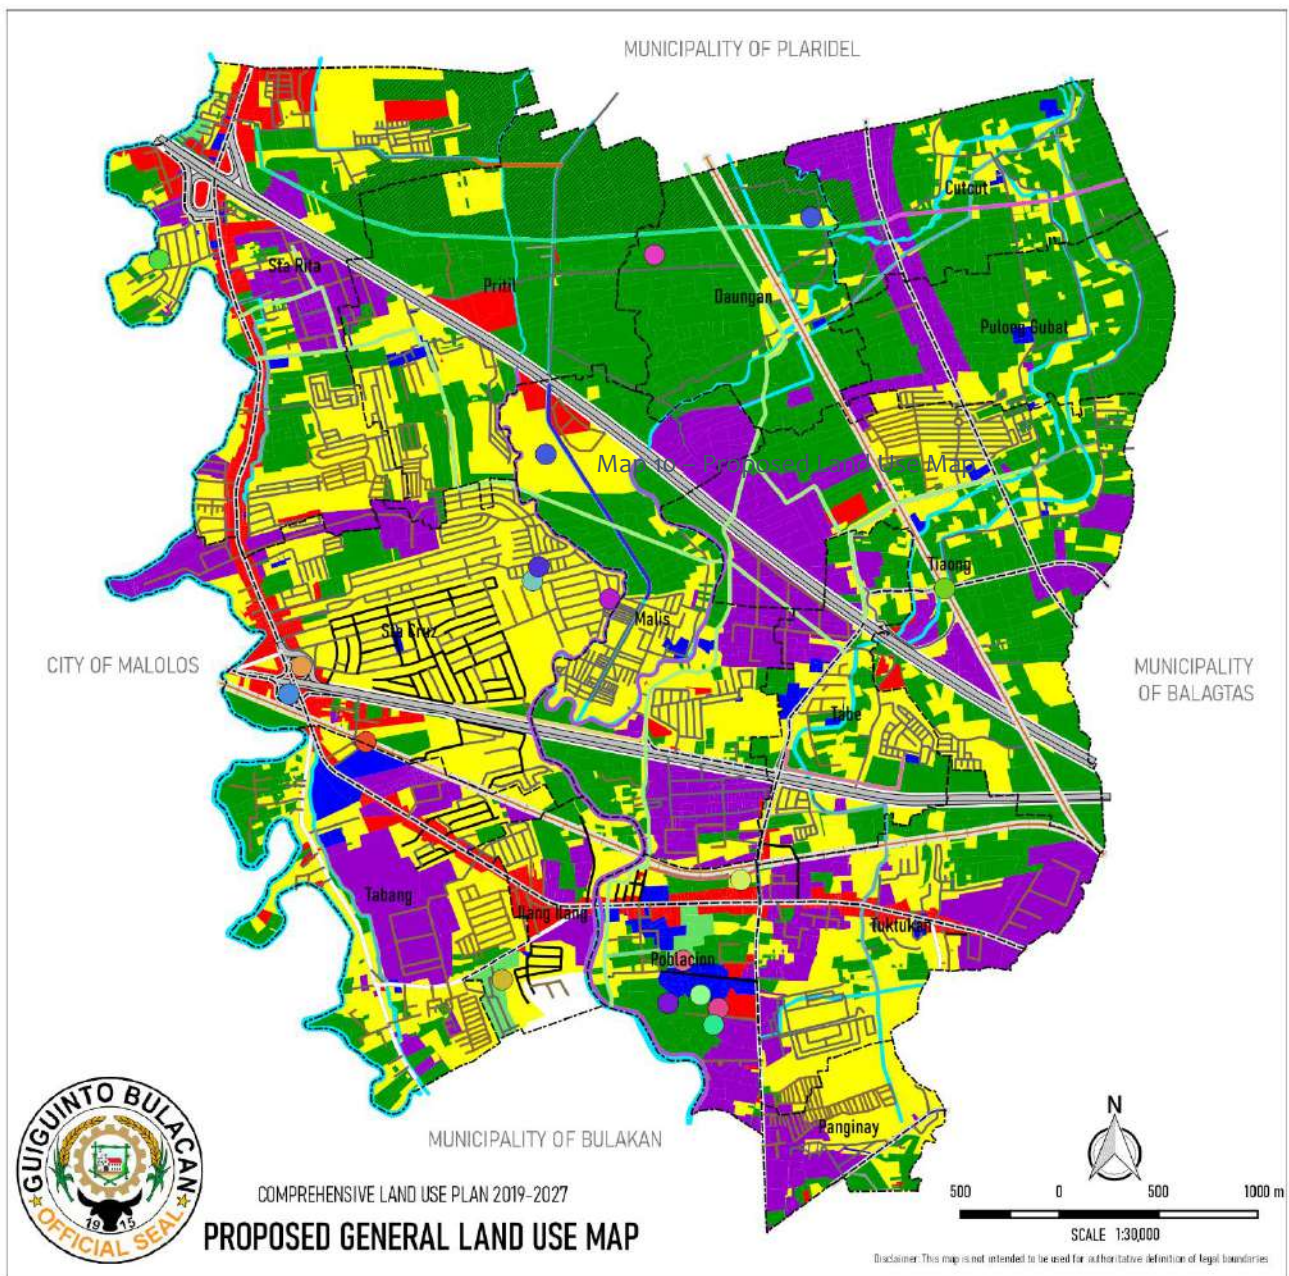 MUNICIPALITY OF PLARIDEL
Cutcut
Sta Rita
Pritil
Daungan
Pulong Gubat
Map 10 – Proposed Land Use Map
Tiaong
Malis
Sta Cruz
CITY OF MALOLOS
MUNICIPALITY
OF BALAGTAS
Tabe
Tabang
Ilang Ilang
Tuktukan
Poblacion
Panginay
MUNICIPALITY OF BULAKAN
GUIGUINTO BULACAN
1915
OFFICIAL SEAL
COMPREHENSIVE LAND USE PLAN 2019-2027
PROPOSED GENERAL LAND USE MAP
N
500 0 500 1000 m
SCALE 1:30,000
Disclaimer: This map is not intended to be used for authoritative definition of legal boundaries